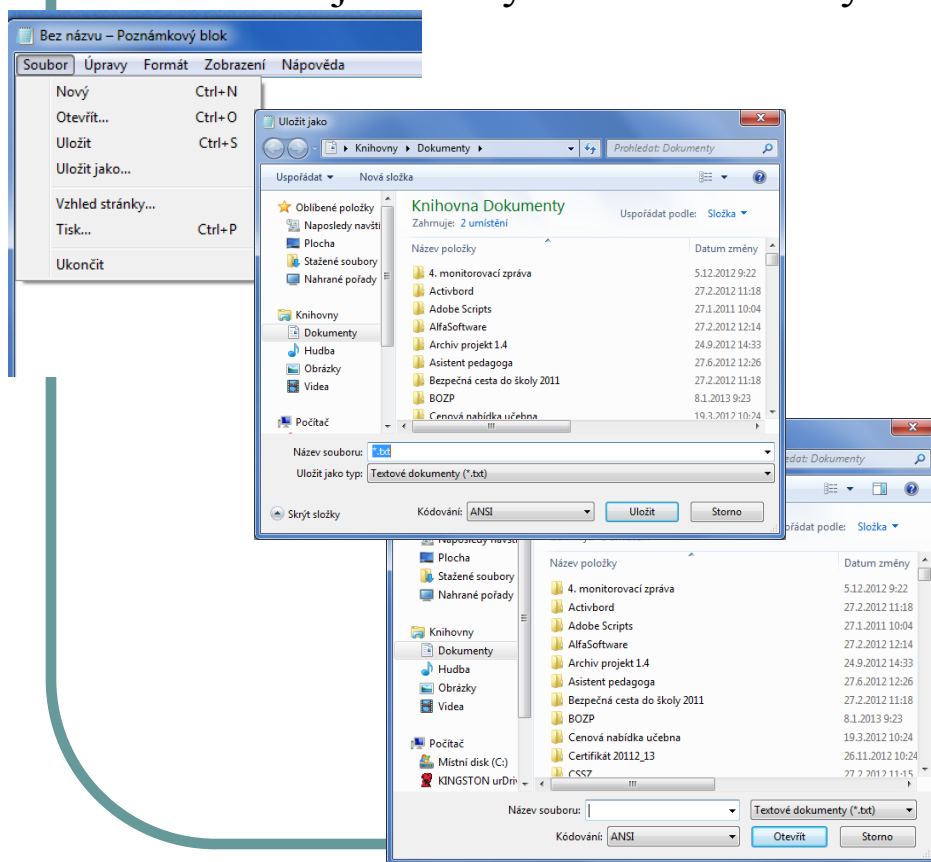 Bez názvu – Poznámkový blok
Soubor Úpravy Formát Zobrazení Nápověda
Nový Ctrl+N
Otevřít... Ctrl+O
Uložit Ctrl+S
Uložit jako...
Vzhled stránky...
Tisk... Ctrl+P
Ukončit
Uložit jako
Knihovny Dokumenty Prohledat: Dokumenty
Uspořádat Nová složka
Oblíbené položky
Naposledy navští
Plocha
Stažené soubory
Nahrané pořady
Knihovny
Dokumenty
Hudba
Obrázky
Videa
Počítač
Knihovna Dokumenty
Zahrnuje: 2 umístění
Uspořádat podle: Složka
Název položky Datum změny
4. monitorovací zpráva 5.12.2012 9:22
Activbord 27.2.2012 11:18
Adobe Scripts 27.1.2011 10:04
AlfaSoftware 27.2.2012 12:14
Archiv projekt 1.4 24.9.2012 14:33
Asistent pedagoga 27.6.2012 12:26
Bezpečná cesta do školy 2011 27.2.2012 11:18
BOZP 8.1.2013 9:23
Cenová nabídka učebna 19.3.2012 10:24
Název souboru: *.txt
Uložit jako typ: Textové dokumenty (*.txt)
Skrýt složky Kódování: ANSI Uložit Storno
edat: Dokumenty
ořádat podle: Složka
Naposledy navští
Plocha
Stažené soubory
Nahrané pořady
Knihovny
Dokumenty
Hudba
Obrázky
Videa
Počítač
Místní disk (C:)
KINGSTON urDriv
Název položky Datum změny
4. monitorovací zpráva 5.12.2012 9:22
Activbord 27.2.2012 11:18
Adobe Scripts 27.1.2011 10:04
AlfaSoftware 27.2.2012 12:14
Archiv projekt 1.4 24.9.2012 14:33
Asistent pedagoga 27.6.2012 12:26
Bezpečná cesta do školy 2011 27.2.2012 11:18
BOZP 8.1.2013 9:23
Cenová nabídka učebna 19.3.2012 10:24
Certifikát 20112_13 26.11.2012 10:24
CSSZ 27.2.2012 11:15
Název souboru: Textové dokumenty (*.txt)
Kódování: ANSI Otevřít Storno